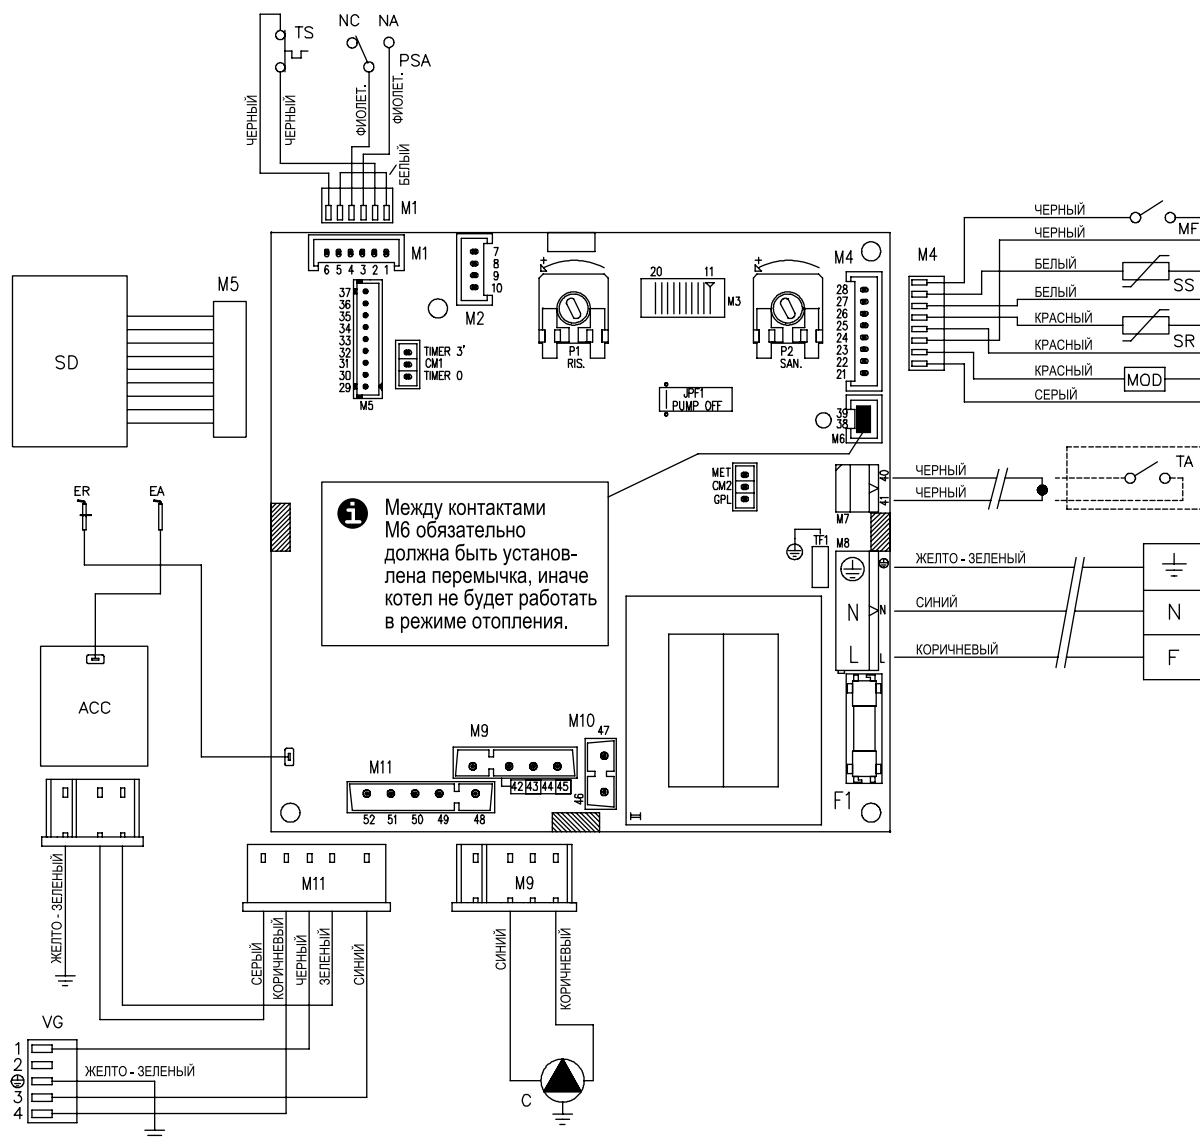 TS
NC
NA
PSA
ЧЕРНЫЙ
ЧЕРНЫЙ
ФИОЛЕТ.
ФИОЛЕТ.
БЕЛЫЙ
M1
M1
6 5 4 3 2 1
7
8
9
10
M2
20 11
M3
P1
RIS.
P2
SAN.
M4
28
27
26
25
24
23
22
21
M4
ЧЕРНЫЙ
MF
ЧЕРНЫЙ
БЕЛЫЙ
SS
БЕЛЫЙ
КРАСНЫЙ
SR
КРАСНЫЙ
КРАСНЫЙ
MOD
СЕРЫЙ
SD
M5
37
36
35
34
33
32
31
30
29
M5
TIMER 3'
CM1
TIMER 0
JPF1
PUMP OFF
39
38
M6
MET
CM2
GPL
40
41
M7
ЧЕРНЫЙ
ЧЕРНЫЙ
TA
i
Между контактами
М6 обязательно
должна быть установ-
лена перемычка, иначе
котел не будет работать
в режиме отопления.
ER
EA
TF1
M8
N
L
N
L
ЖЕЛТО - ЗЕЛЕНЫЙ
СИНИЙ
N
КОРИЧНЕВЫЙ
F
ACC
F1
M9
42 43 44 45
M10
47
46
M11
52 51 50 49 48
ЖЕЛТО - ЗЕЛЕНЫЙ
M11
СЕРЫЙ
КОРИЧНЕВЫЙ
ЧЕРНЫЙ
ЗЕЛЕНЫЙ
СИНИЙ
M9
СИНИЙ
КОРИЧНЕВЫЙ
VG
1
2
3
4
ЖЕЛТО - ЗЕЛЕНЫЙ
C